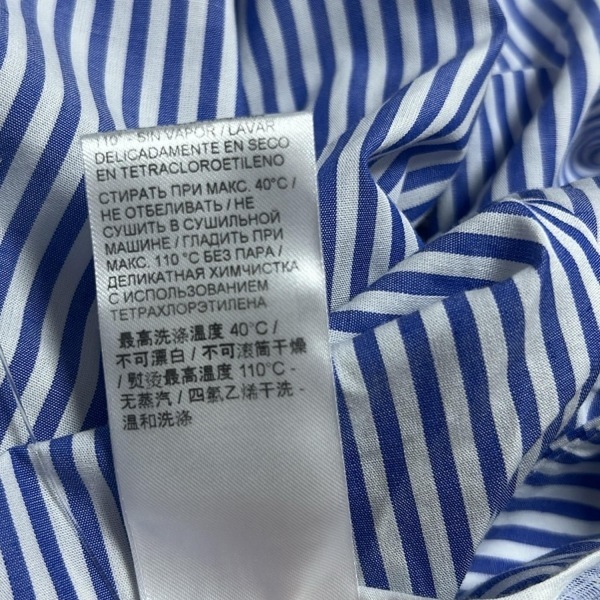 110° - SIN VAPOR / LAVAR
DELICADAMENTE EN SECO
EN TETRACLOROETILENO
СТИРАТЬ ПРИ МАКС. 40°C /
НЕ ОТБЕЛИВАТЬ / НЕ
СУШИТЬ В СУШИЛЬНОЙ
МАШИНЕ / ГЛАДИТЬ ПРИ
МАКС. 110 °C БЕЗ ПАРА /
ДЕЛИКАТНАЯ ХИМЧИСТКА
С ИСПОЛЬЗОВАНИЕМ
ТЕТРАХЛОРЭТИЛЕНА
最高洗涤温度 40°C /
不可漂白 / 不可滚筒干燥
/ 熨烫最高温度 110°C -
无蒸汽 / 四氯乙烯干洗 -
温和洗涤